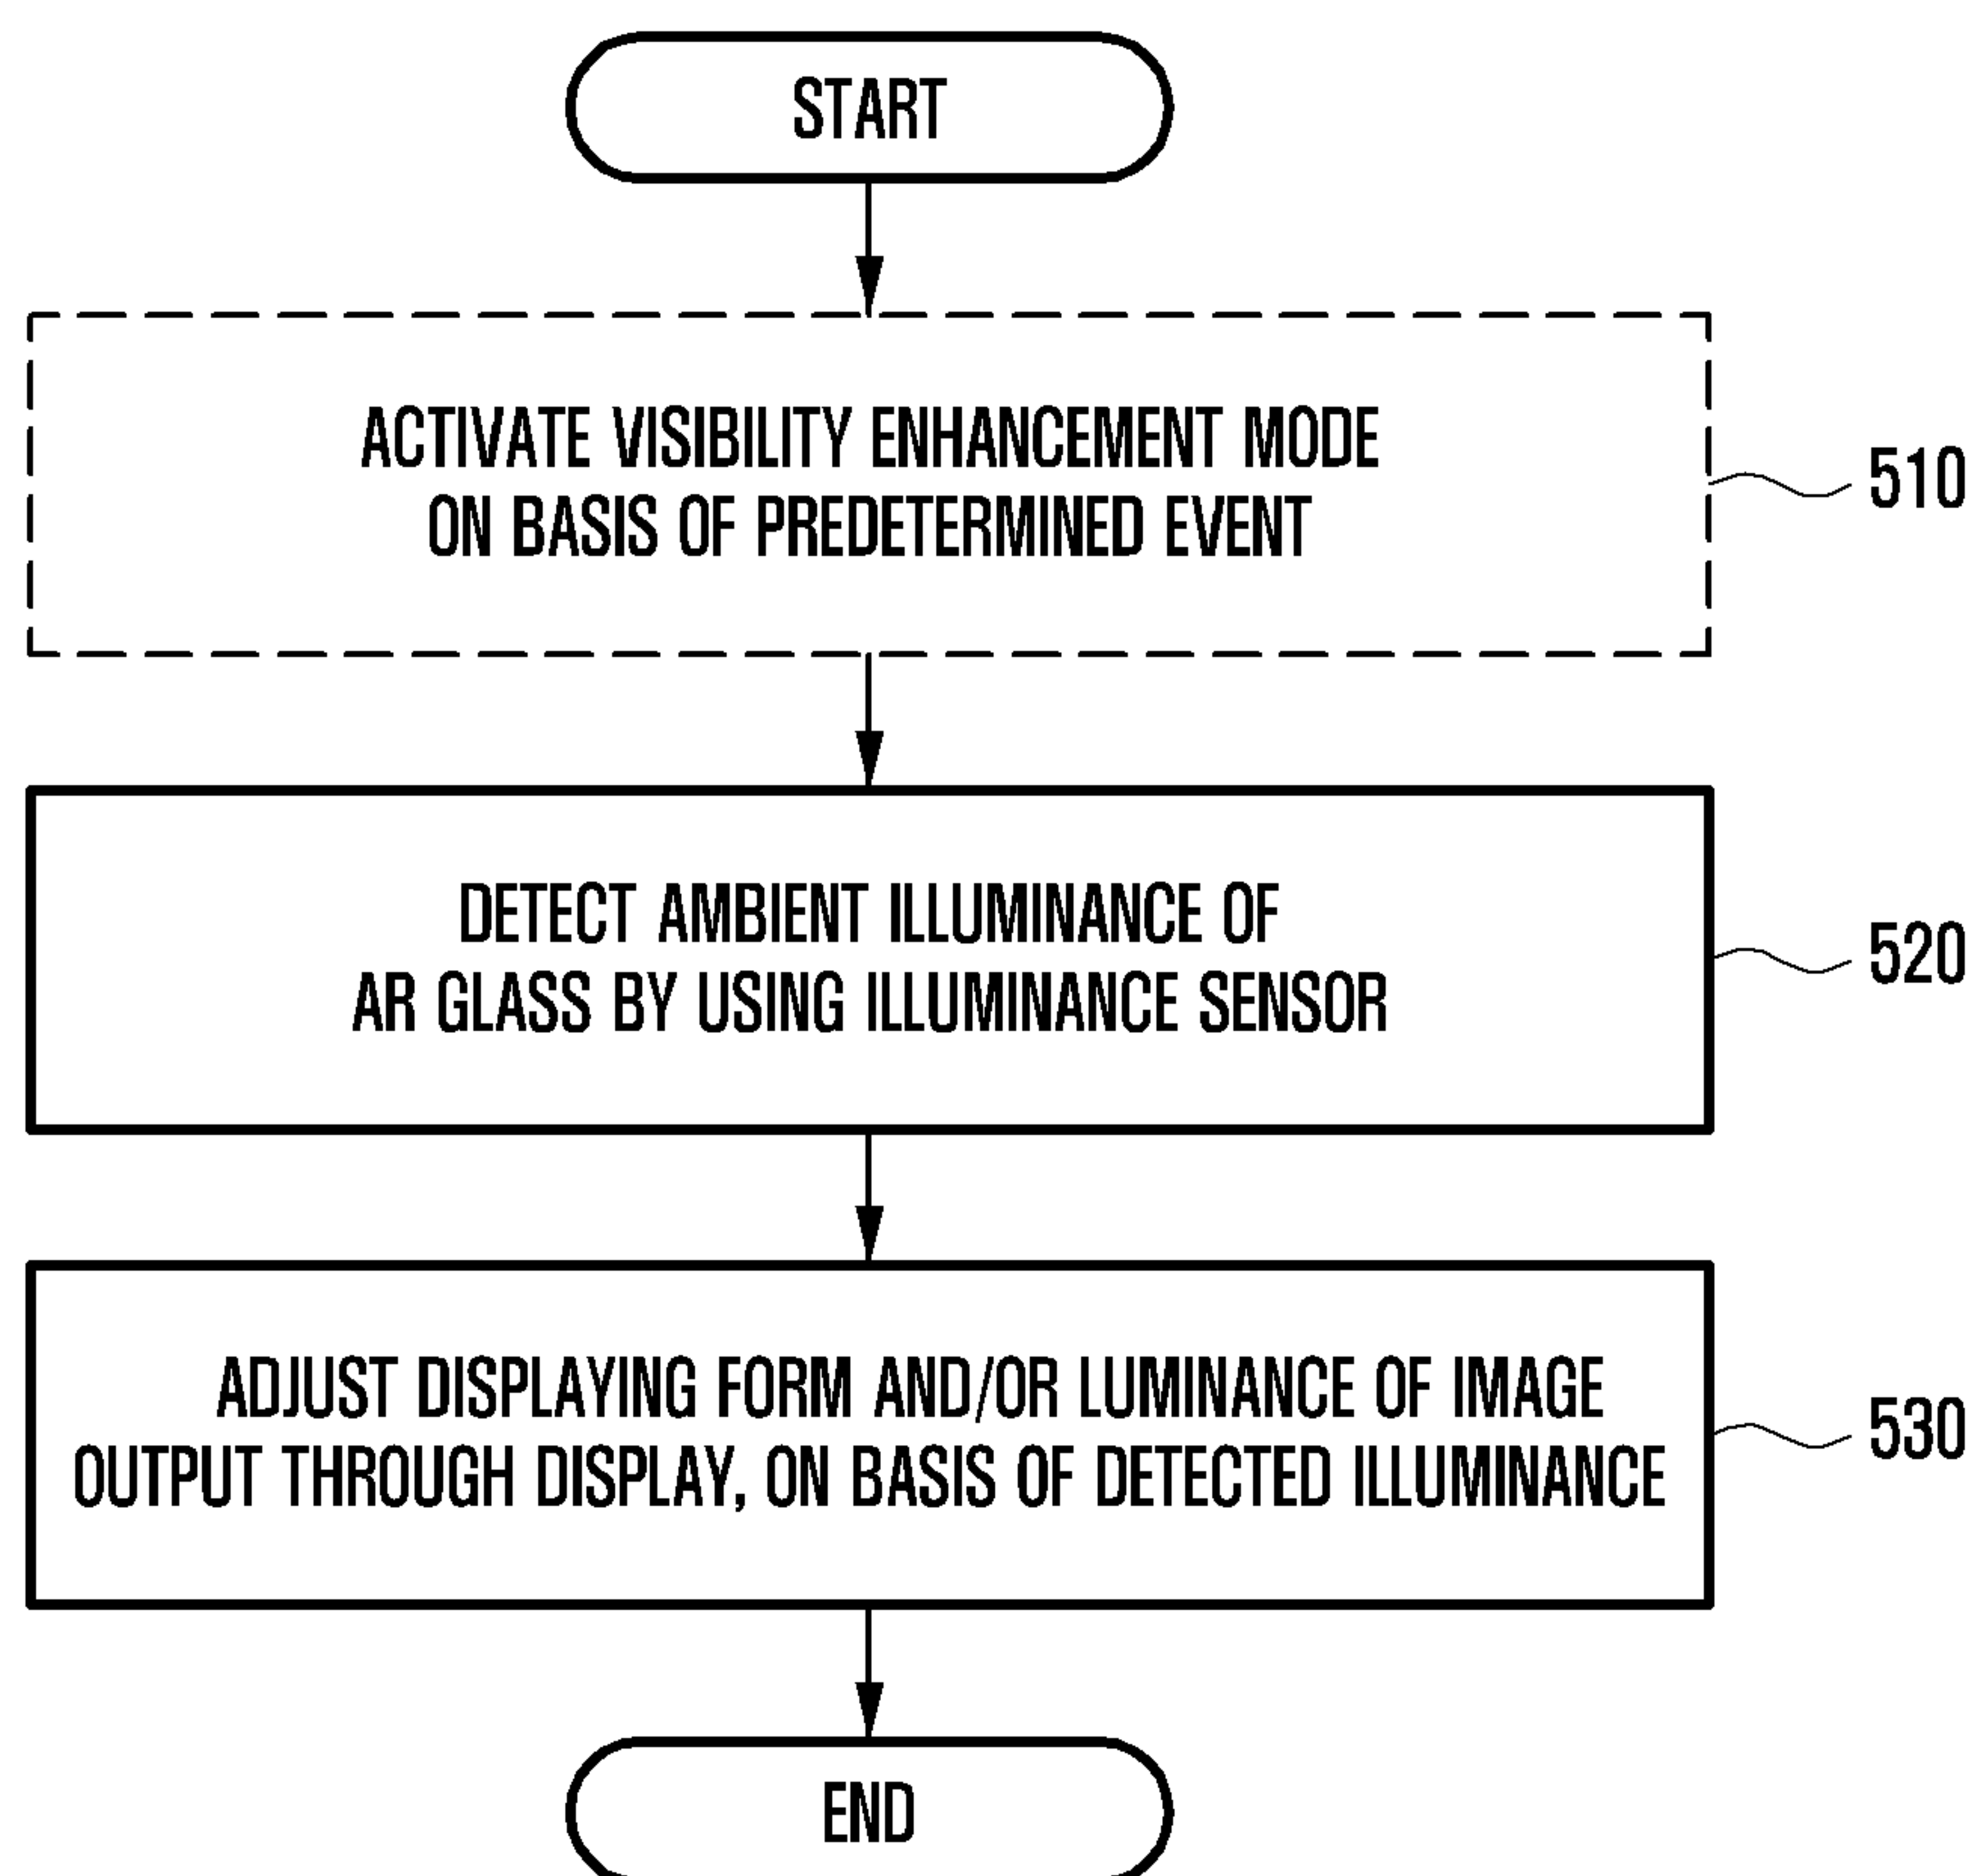 START
ACTIVATE VISIBILITY ENHANCEMENT MODE
ON BASIS OF PREDETERMINED EVENT
510
DETECT AMBIENT ILLUMINANCE OF
AR GLASS BY USING ILLUMINANCE SENSOR
520
ADJUST DISPLAYING FORM AND/OR LUMINANCE OF IMAGE
OUTPUT THROUGH DISPLAY, ON BASIS OF DETECTED ILLUMINANCE
530
END